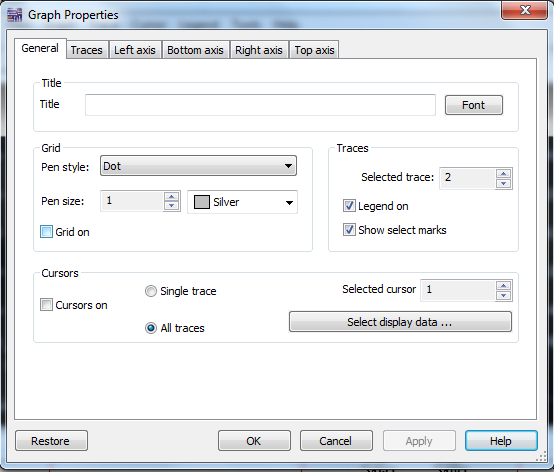 Graph Properties
General Traces Left axis Bottom axis Right axis Top axis
Title
Title Font
Grid
Pen style: Dot
Pen size: 1 Silver
Grid on
Traces
Selected trace: 2
Legend on
Show select marks
Cursors
Cursors on
Single trace
All traces
Selected cursor 1
Select display data ...
Restore OK Cancel Apply Help